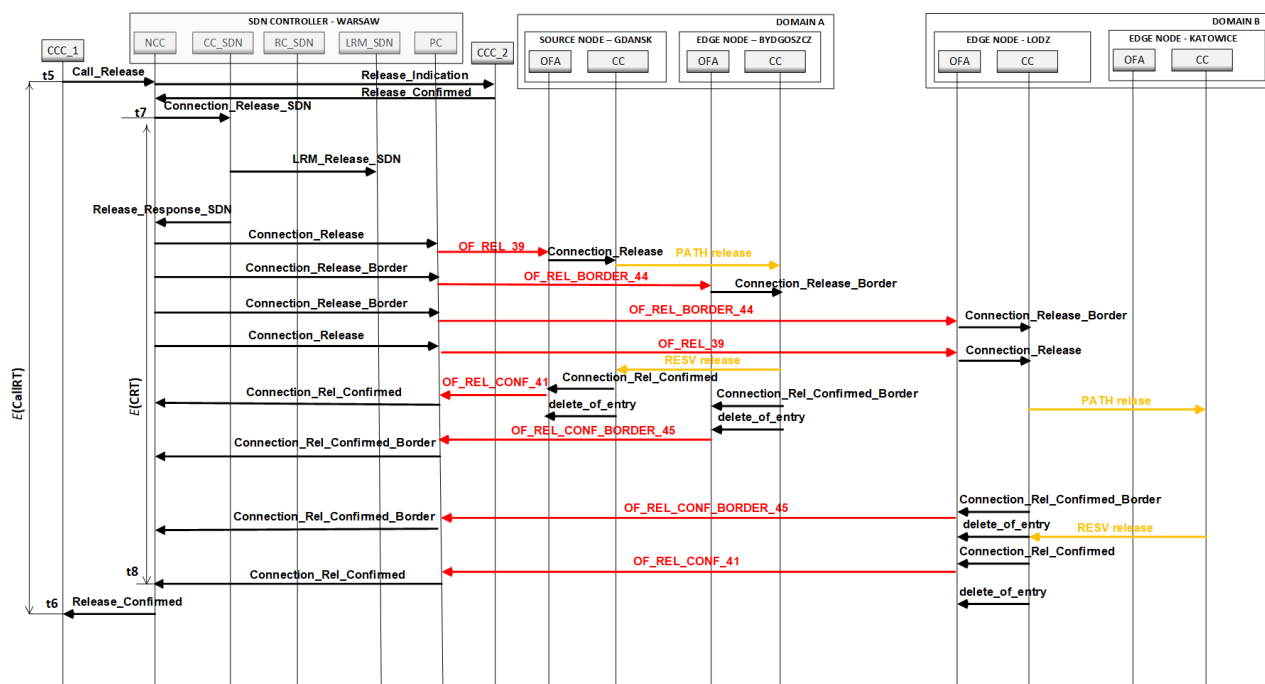 SDN CONTROLLER - WARSAW
DOMAIN A
DOMAIN B
CCC_1
NCC
CC_SDN
RC_SDN
LRM_SDN
PC
CCC_2
SOURCE NODE – GDANSK
EDGE NODE – BYDGOSZCZ
EDGE NODE - LODZ
EDGE NODE - KATOWICE
OFA
CC
OFA
CC
OFA
CC
OFA
CC
t5
Call_Release
Release_Indication
Release_Confirmed
t7
Connection_Release_SDN
LRM_Release_SDN
Release_Response_SDN
Connection_Release
OF_REL_39
Connection_Release
PATH release
Connection_Release_Border
OF_REL_BORDER_44
Connection_Release_Border
Connection_Release_Border
OF_REL_BORDER_44
Connection_Release_Border
Connection_Release
OF_REL_39
Connection_Release
RESV release
E(CallRT)
E(CRT)
Connection_Rel_Confirmed
OF_REL_CONF_41
Connection_Rel_Confirmed
Connection_Rel_Confirmed_Border
delete_of_entry
delete_of_entry
PATH relase
OF_REL_CONF_BORDER_45
Connection_Rel_Confirmed_Border
Connection_Rel_Confirmed_Border
OF_REL_CONF_BORDER_45
Connection_Rel_Confirmed_Border
delete_of_entry
RESV release
Connection_Rel_Confirmed
OF_REL_CONF_41
t8
Connection_Rel_Confirmed
t6
Release_Confirmed
delete_of_entry